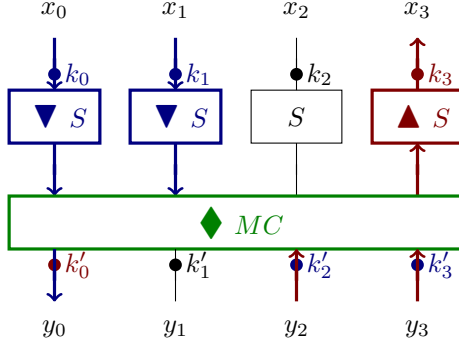 x₀ x₁ x₂ x₃
k₀ k₁ k₂ k₃
▼ S ▼ S S ▲ S
♦ MC
k′₀ k′₁ k′₂ k′₃
y₀ y₁ y₂ y₃